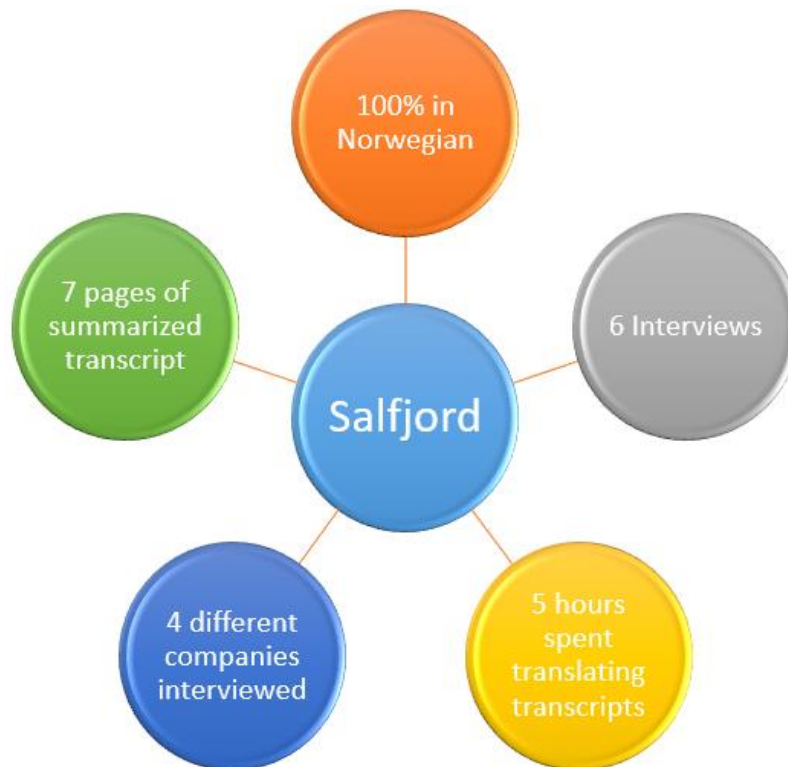 100% in
Norwegian
6 Interviews
5 hours
spent
translating
transcripts
4 different
companies
interviewed
7 pages of
summarized
transcript
Salfjord